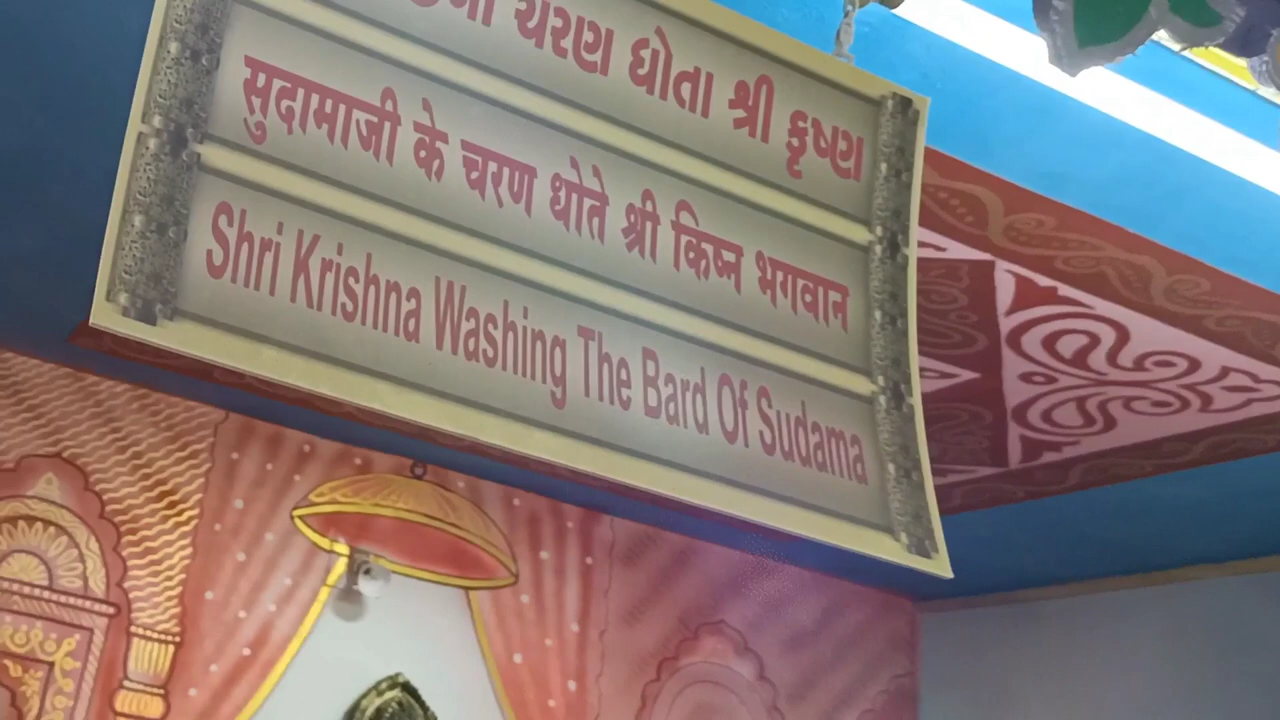 ચરણ ધોતા શ્રી કૃષ્ણ
सुदामाजी के चरण धोते श्री किष्न भगवान
Shri Krishna Washing The Bard Of Sudama